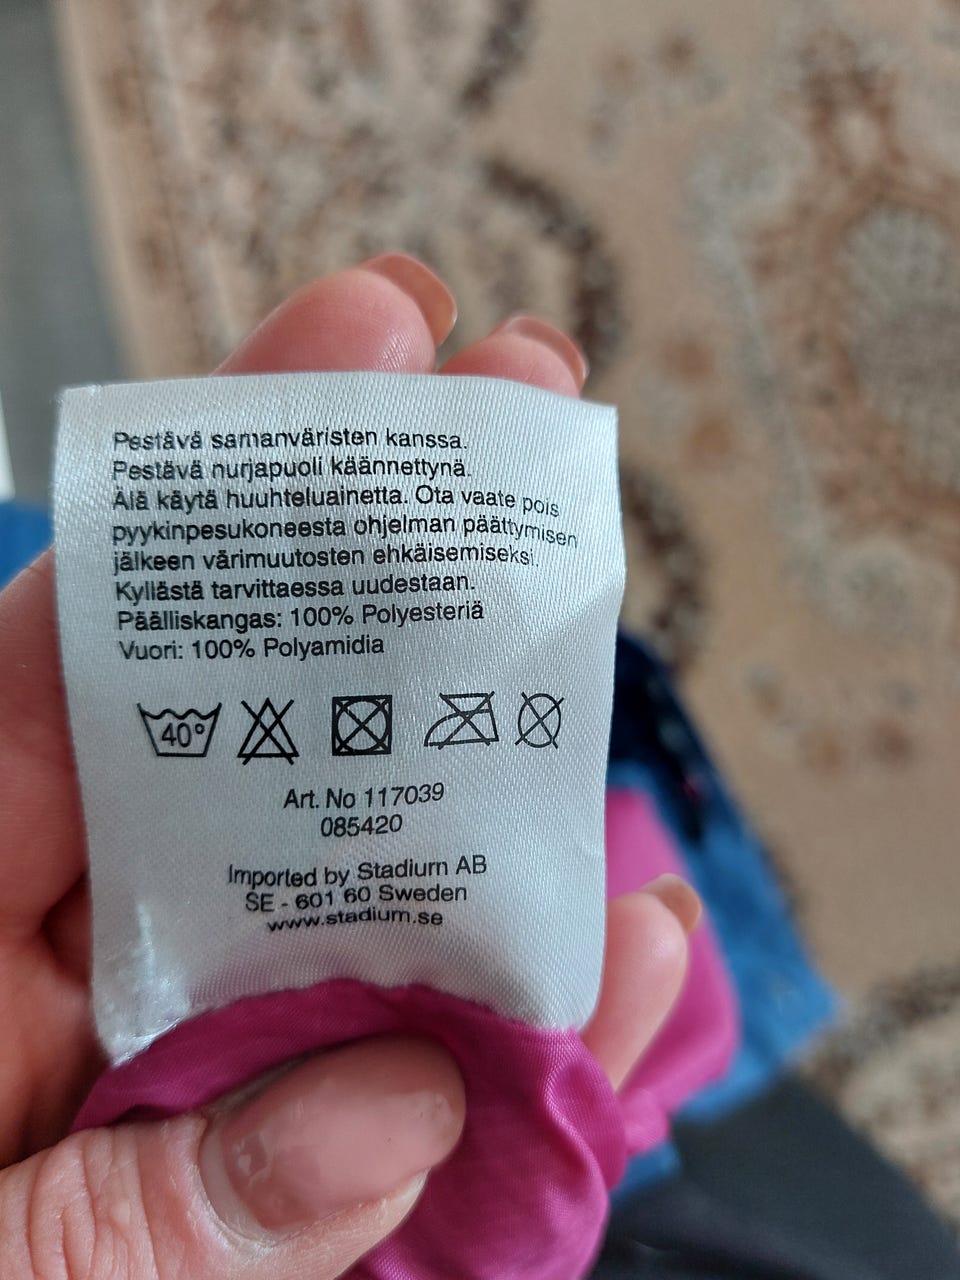 Pestävä samanväristen kanssa.
Pestävä nurjapuoli käännettynä.
Älä käytä huuhteluainetta. Ota vaate pois
pyykinpesukoneesta ohjelman päättymisen
jälkeen värimuutosten ehkäisemiseksi.
Kyllästä tarvittaessa uudestaan.
Päälliskangas: 100% Polyesteriä
Vuori: 100% Polyamidia
40°
Art. No 117039
085420
Imported by Stadium AB
SE - 601 60 Sweden
www.stadium.se